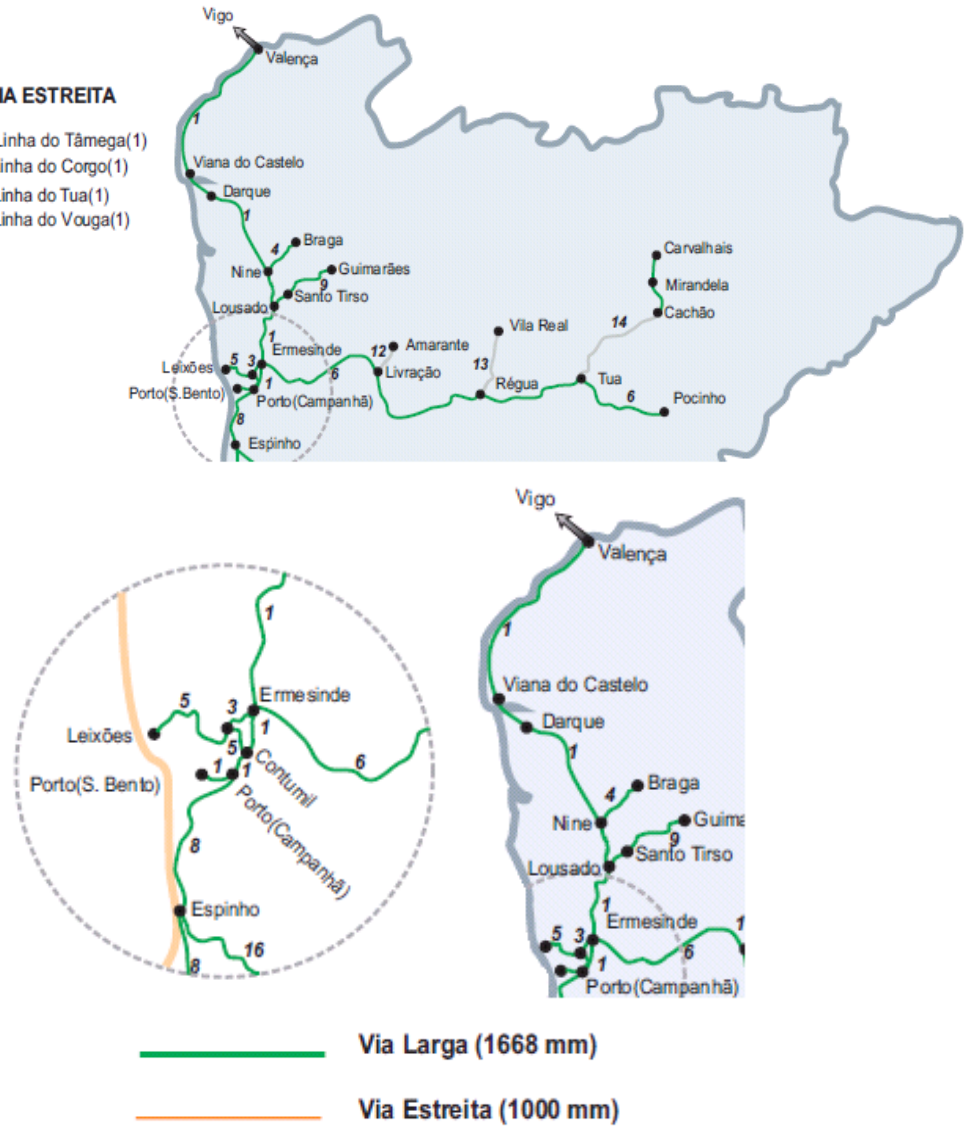 Vigo
Valença
IA ESTREITA
Linha do Tâmega(1)
Linha do Corgo(1)
Linha do Tua(1)
Linha do Vouga(1)
1
Viana do Castelo
Darque
1
4
Braga
Nine
Guimarães
9
Santo Tirso
Lousado
1
Carvalhais
Mirandela
Cachão
14
Vila Real
13
12
Amarante
Ermesinde
Livração
Leixões
5
3
6
Régua
Tua
Porto(S.Bento)
1
Porto(Campanhã)
6
Pocinho
8
Espinho
1
Ermesinde
5
3
1
Leixões
5
6
Contumil
1
1
Porto(S. Bento)
Porto(Campanhã)
8
Espinho
16
8
Vigo
Valença
1
Viana do Castelo
Darque
1
4
Braga
Nine
Guima
9
Santo Tirso
Lousado
1
Ermesinde
1
5
3
6
1
Porto(Campanhã)
Via Larga (1668 mm)
Via Estreita (1000 mm)